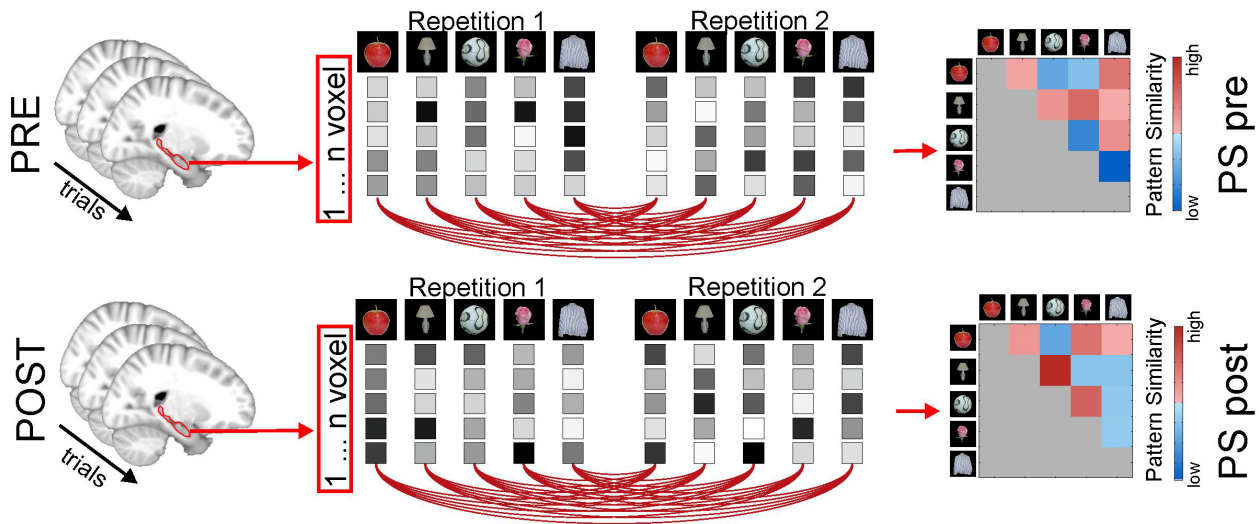 PRE
trials
1 ... n voxel
Repetition 1
Repetition 2
high
Pattern Similarity
low
PS pre
POST
trials
1 ... n voxel
Repetition 1
Repetition 2
high
Pattern Similarity
low
PS post